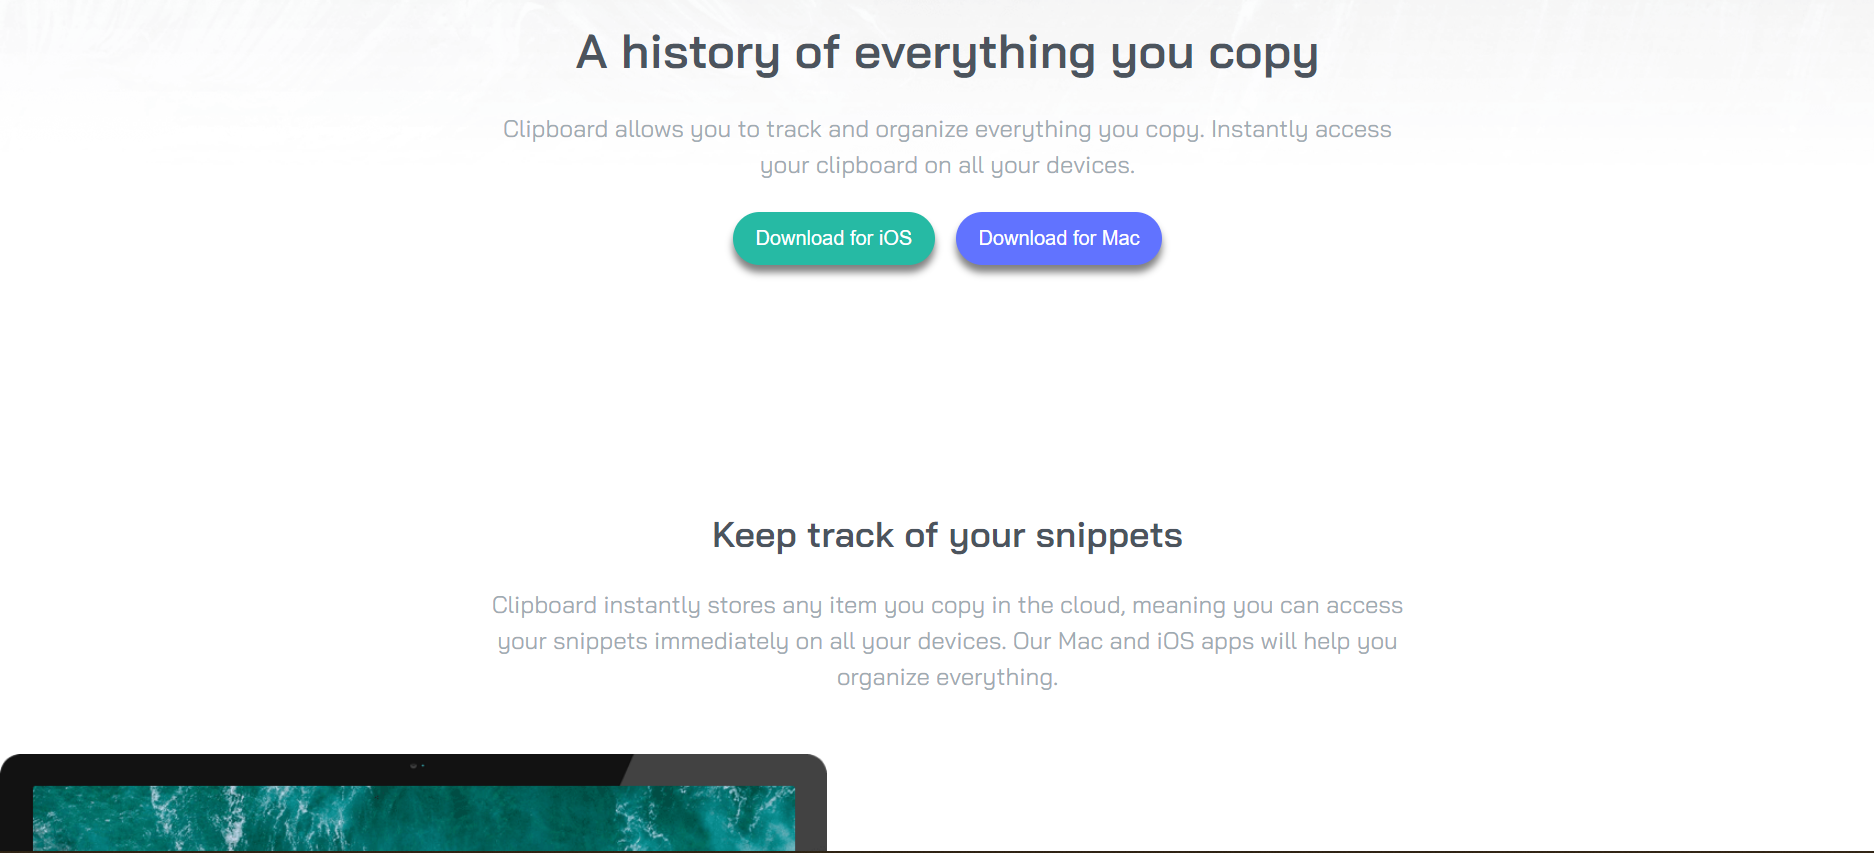 A history of everything you copy
Clipboard allows you to track and organize everything you copy. Instantly access
your clipboard on all your devices.
Download for iOS
Download for Mac
Keep track of your snippets
Clipboard instantly stores any item you copy in the cloud, meaning you can access
your snippets immediately on all your devices. Our Mac and iOS apps will help you
organize everything.